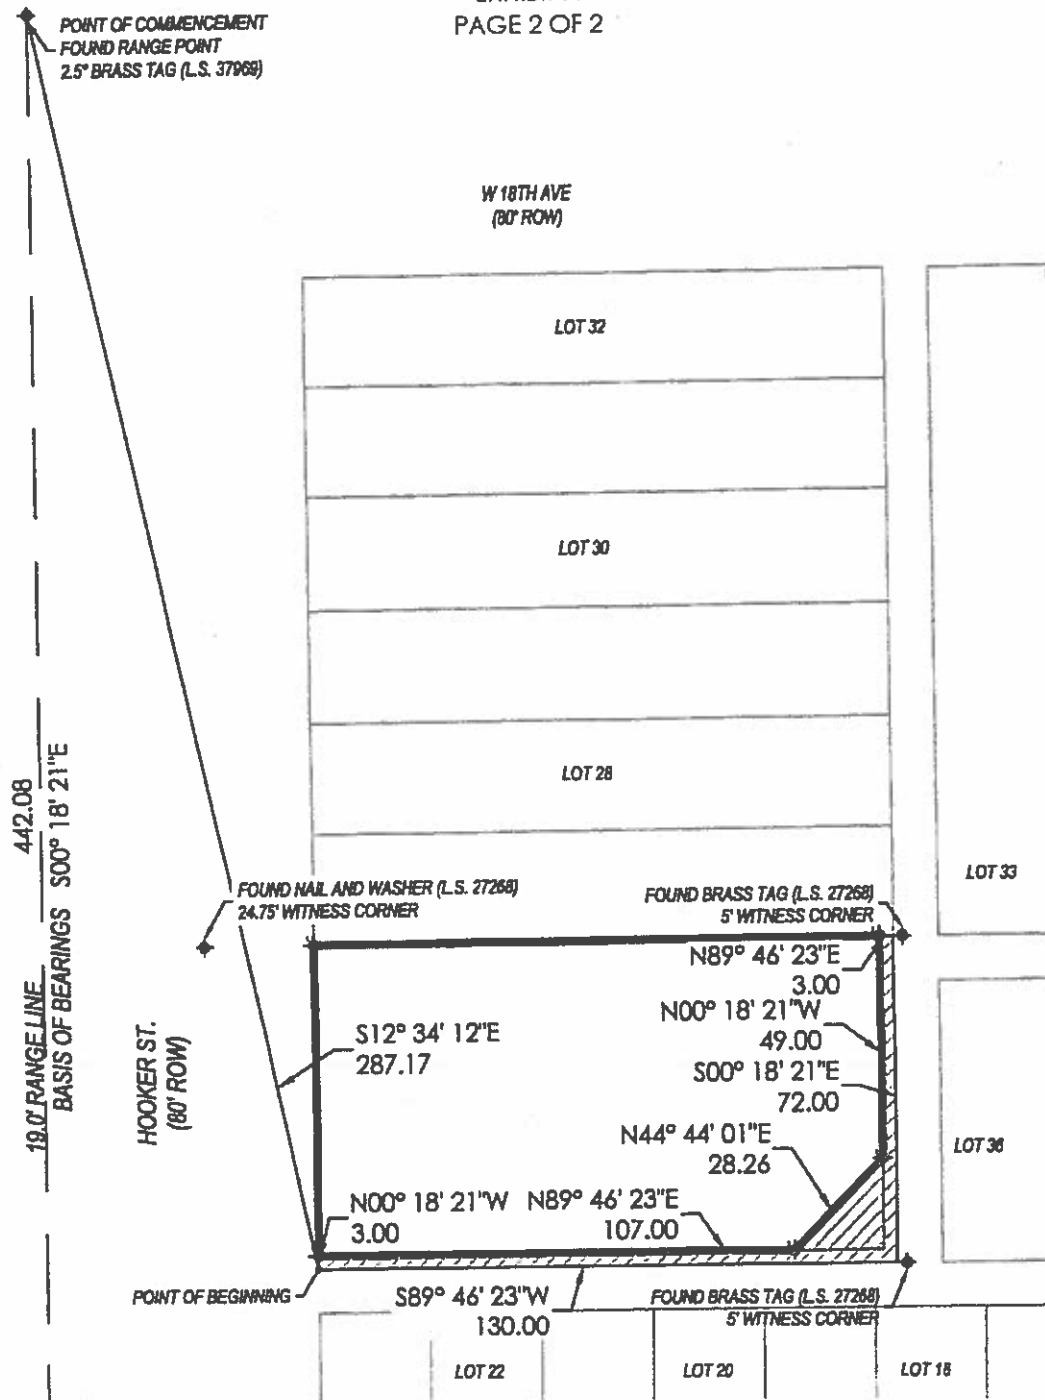 PAGE 2 OF 2
POINT OF COMMENCEMENT
FOUND RANGE POINT
2.5" BRASS TAG (L.S. 37969)
W 18TH AVE
(80' ROW)
LOT 32
LOT 30
LOT 28
LOT 33
442.08
19.0' RANGE LINE
BASIS OF BEARINGS S00° 18' 21"E
FOUND NAIL AND WASHER (L.S. 27268)
24.75' WITNESS CORNER
FOUND BRASS TAG (L.S. 27268)
5' WITNESS CORNER
N89° 46' 23"E
3.00
N00° 18' 21"W
49.00
S00° 18' 21"E
72.00
S12° 34' 12"E
287.17
HOOKER ST.
(80' ROW)
N44° 44' 01"E
28.26
LOT 36
N00° 18' 21"W
3.00
N89° 46' 23"E
107.00
POINT OF BEGINNING
S89° 46' 23"W
130.00
FOUND BRASS TAG (L.S. 27268)
5' WITNESS CORNER
LOT 22
LOT 20
LOT 18